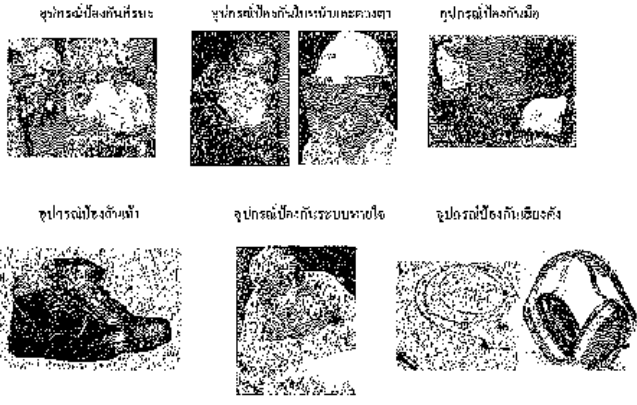 อุปกรณ์ป้องกันศีรษะ
อุปกรณ์ป้องกันใบหน้าและดวงตา
อุปกรณ์ป้องกันมือ
อุปกรณ์ป้องกันเท้า
อุปกรณ์ป้องกันระบบหายใจ
อุปกรณ์ป้องกันเสียงดัง